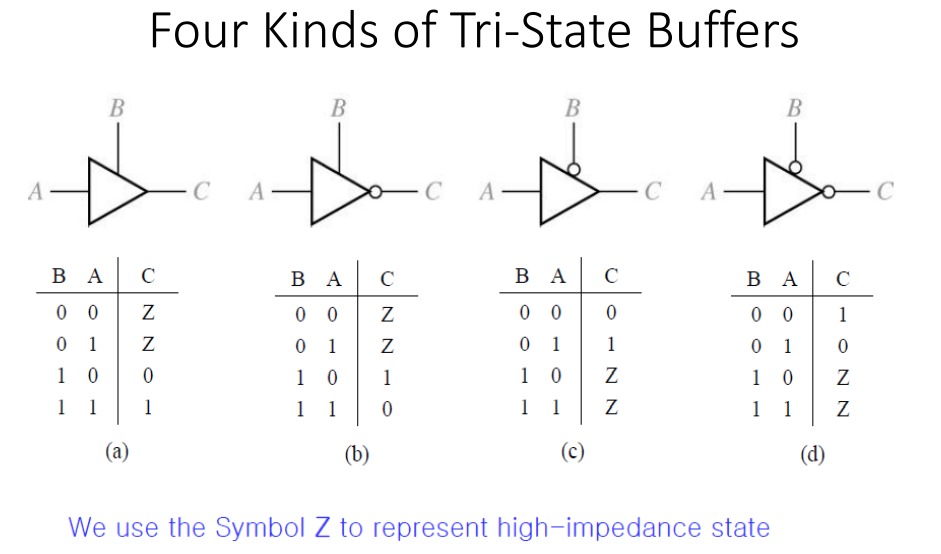 Four Kinds of Tri-State Buffers
B B B B
A C A C A C A C
B A C B A C B A C B A C
0 0 Z 0 0 Z 0 0 0 0 0 1
0 1 Z 0 1 Z 0 1 1 0 1 0
1 0 0 1 0 1 1 0 Z 1 0 Z
1 1 1 1 1 0 1 1 Z 1 1 Z
(a) (b) (c) (d)
We use the Symbol Z to represent high-impedance state